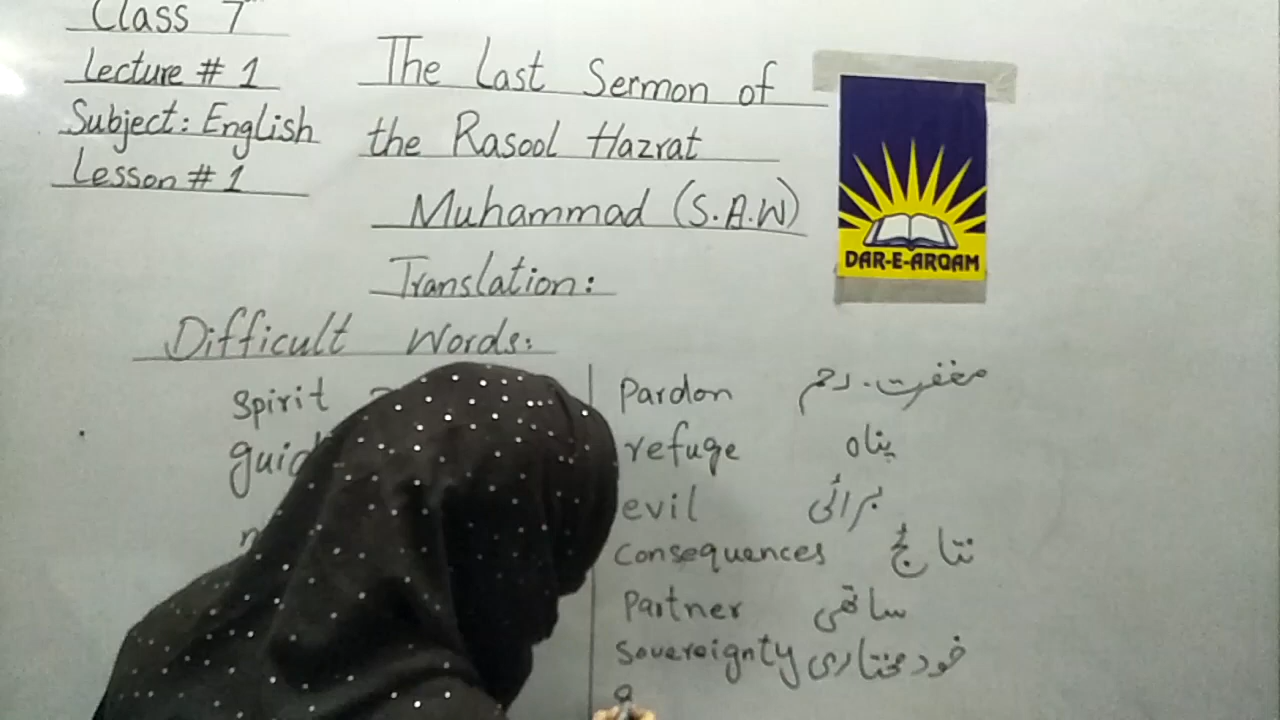 Class 7th
Lecture # 1
Subject: English
Lesson # 1
The Last Sermon of
the Rasool Hazrat
Muhammad (S.A.W)
Translation:
DAR-E-ARQAM
Difficult Words:
Spirit
Pardon مغفرت۔رحم
refuge پناہ
evil برائی
Consequences نتائج
Partner ساتھی
Sovereignty خودمختاری